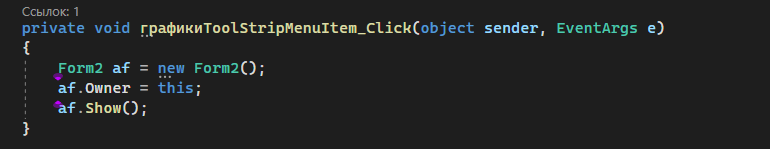 Ссылок: 1
private void графикиToolStripMenuItem_Click(object sender, EventArgs e)
{
Form2 af = new Form2();
af.Owner = this;
af.Show();
}